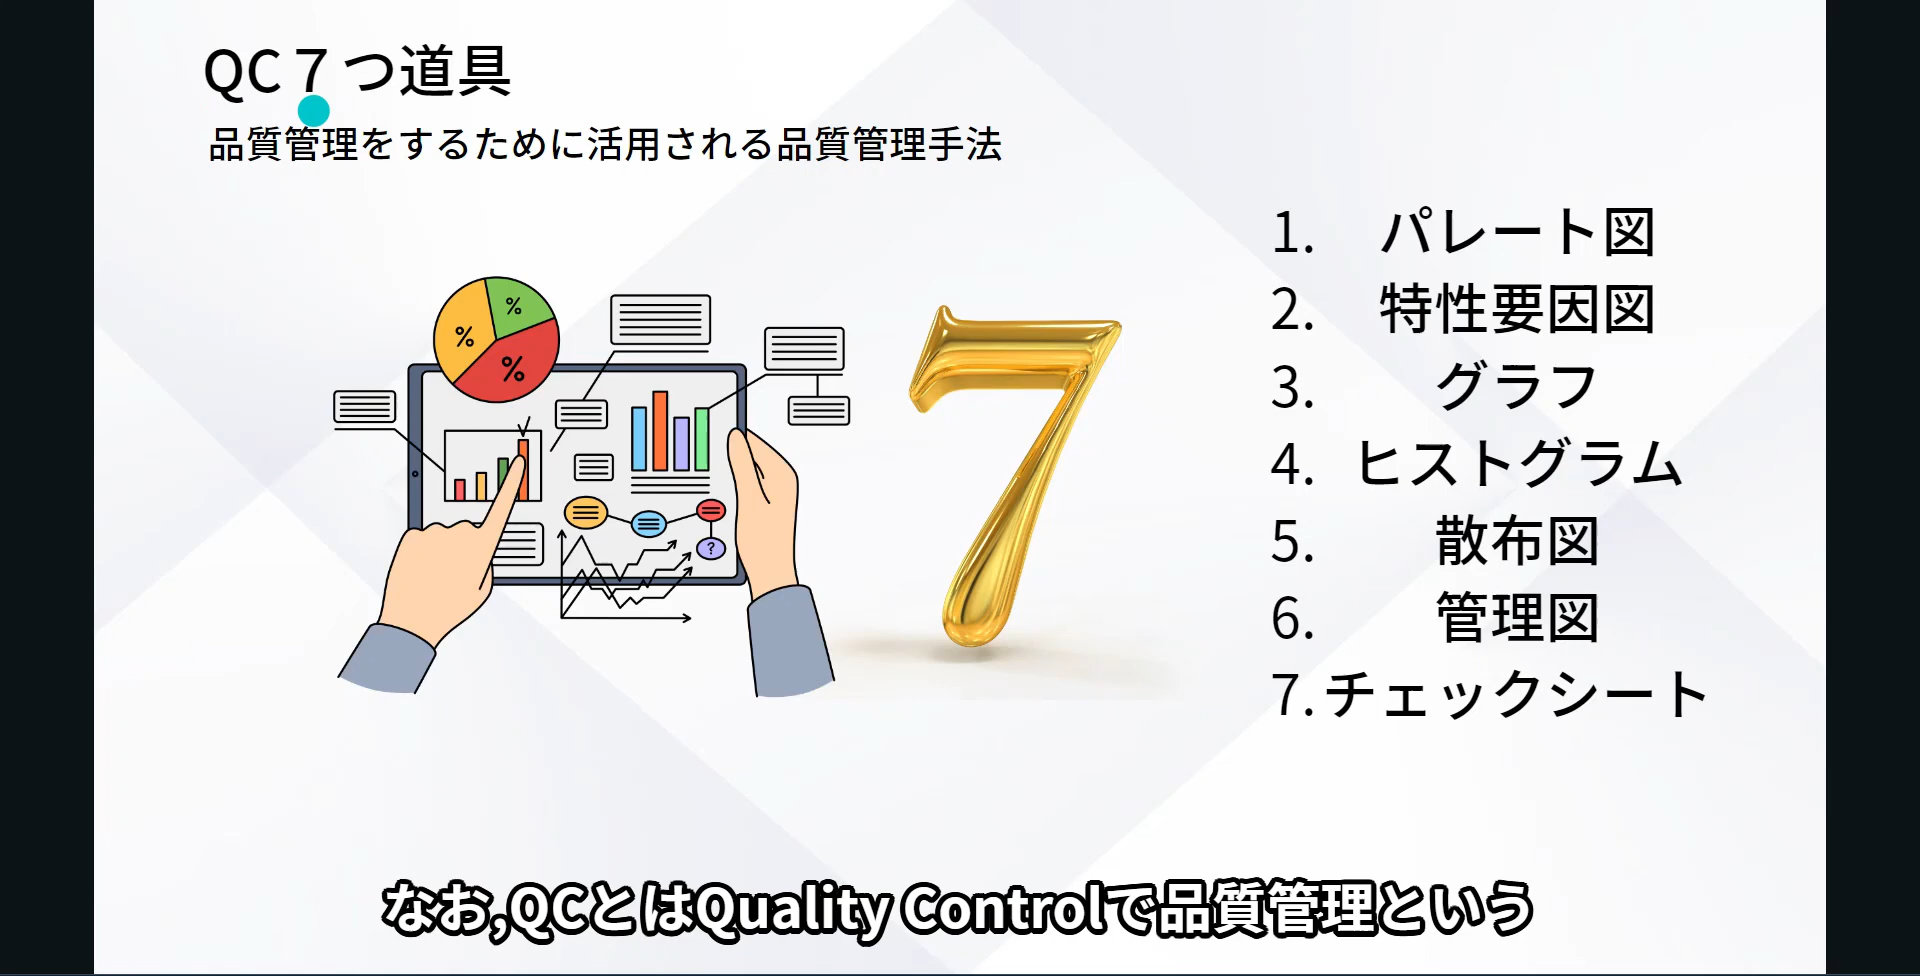 QC７つ道具
品質管理をするために活用される品質管理手法
%
%
%
?
7
1. パレート図
2. 特性要因図
3. グラフ
4. ヒストグラム
5. 散布図
6. 管理図
7. チェックシート
なお,QCとはQuality Controlで品質管理という